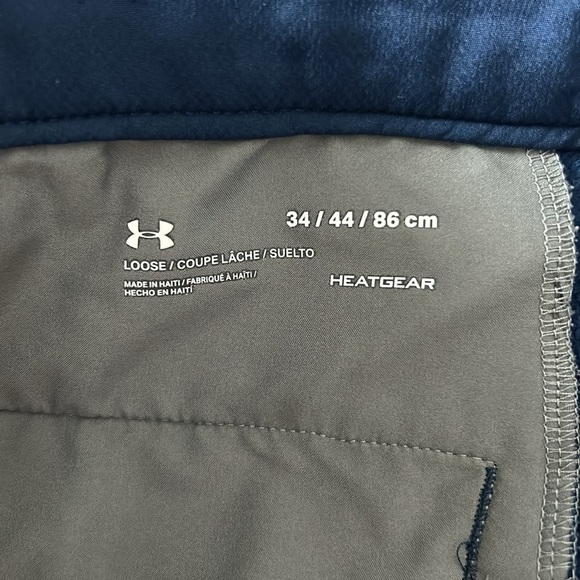 34 / 44 / 86 cm
LOOSE / COUPE LÂCHE / SUELTO
MADE IN HAITI / FABRIQUÉ À HAÏTI /
HECHO EN HAITÍ
HEATGEAR